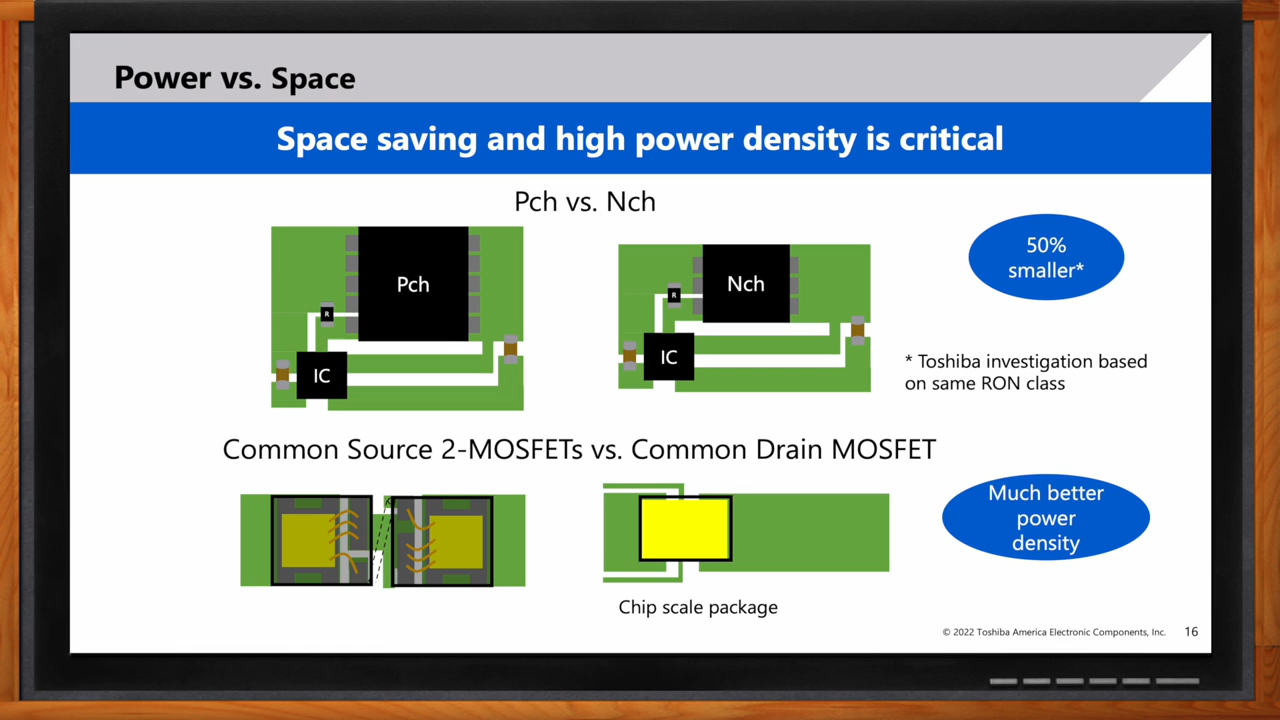 Power vs. Space
Space saving and high power density is critical
Pch vs. Nch
Pch
R
IC
Nch
R
IC
50%
smaller*
* Toshiba investigation based
on same RON class
Common Source 2-MOSFETs vs. Common Drain MOSFET
Much better
power
density
Chip scale package
© 2022 Toshiba America Electronic Components, Inc. 16